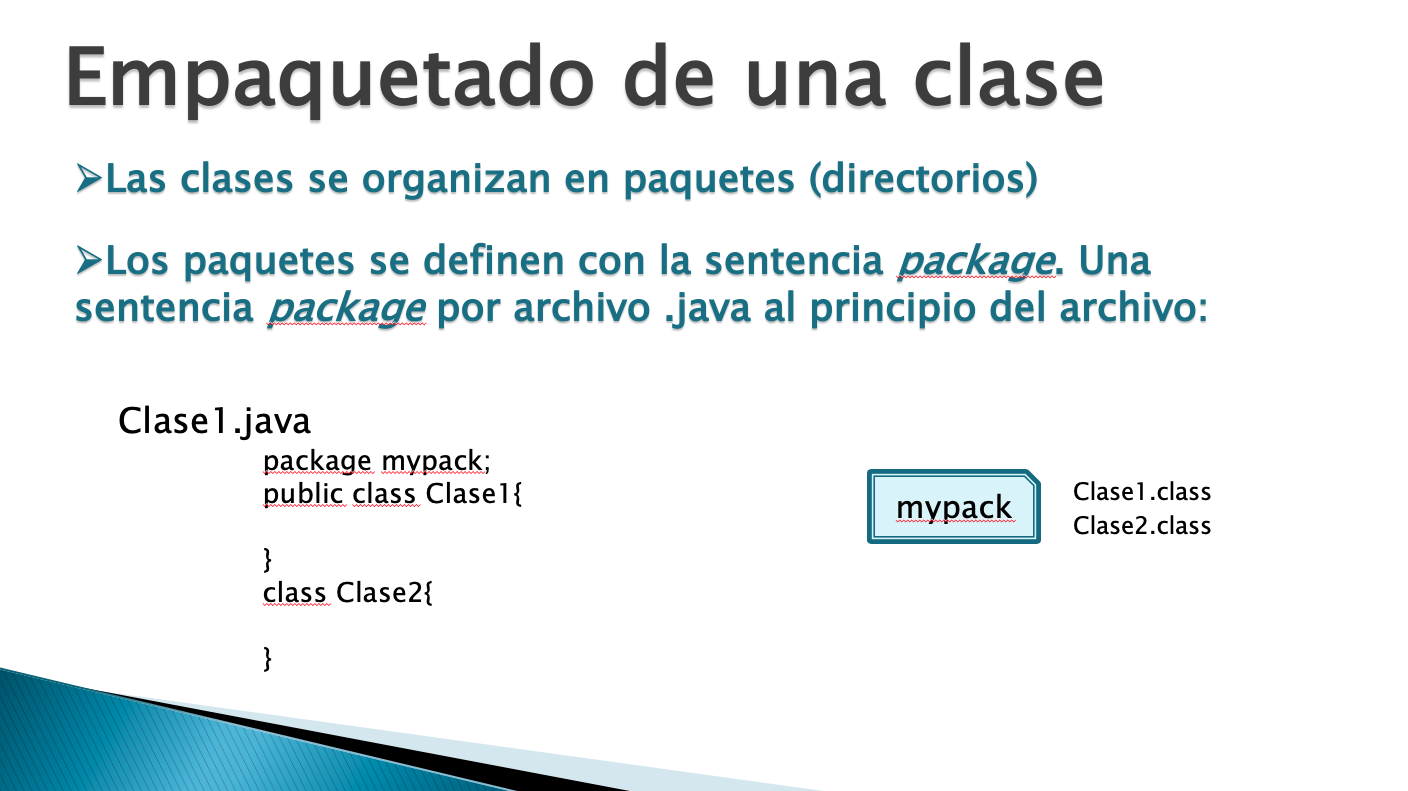 Empaquetado de una clase
➢Las clases se organizan en paquetes (directorios)
➢Los paquetes se definen con la sentencia package. Una
sentencia package por archivo .java al principio del archivo:
Clase1.java
package mypack;
public class Clase1{
}
class Clase2{
}
mypack
Clase1.class
Clase2.class